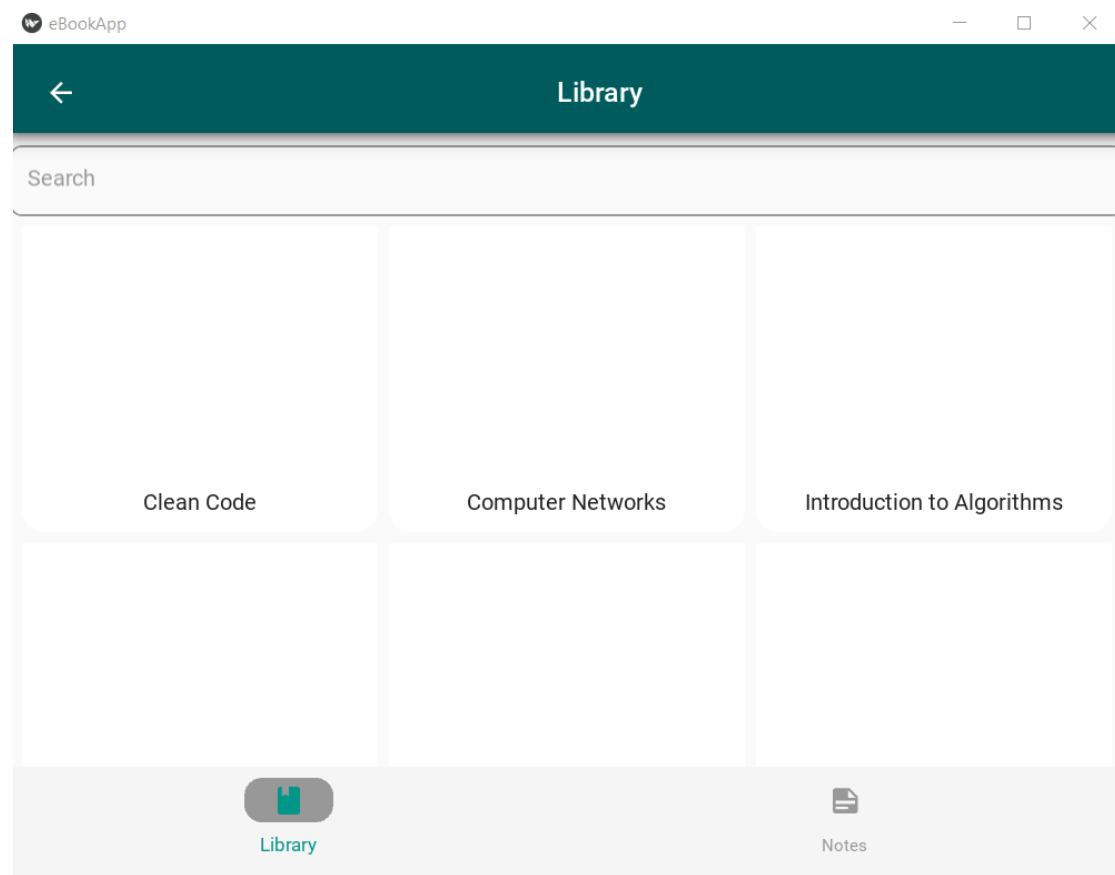 eBookApp
Library
Search
Clean Code
Computer Networks
Introduction to Algorithms
Library
Notes